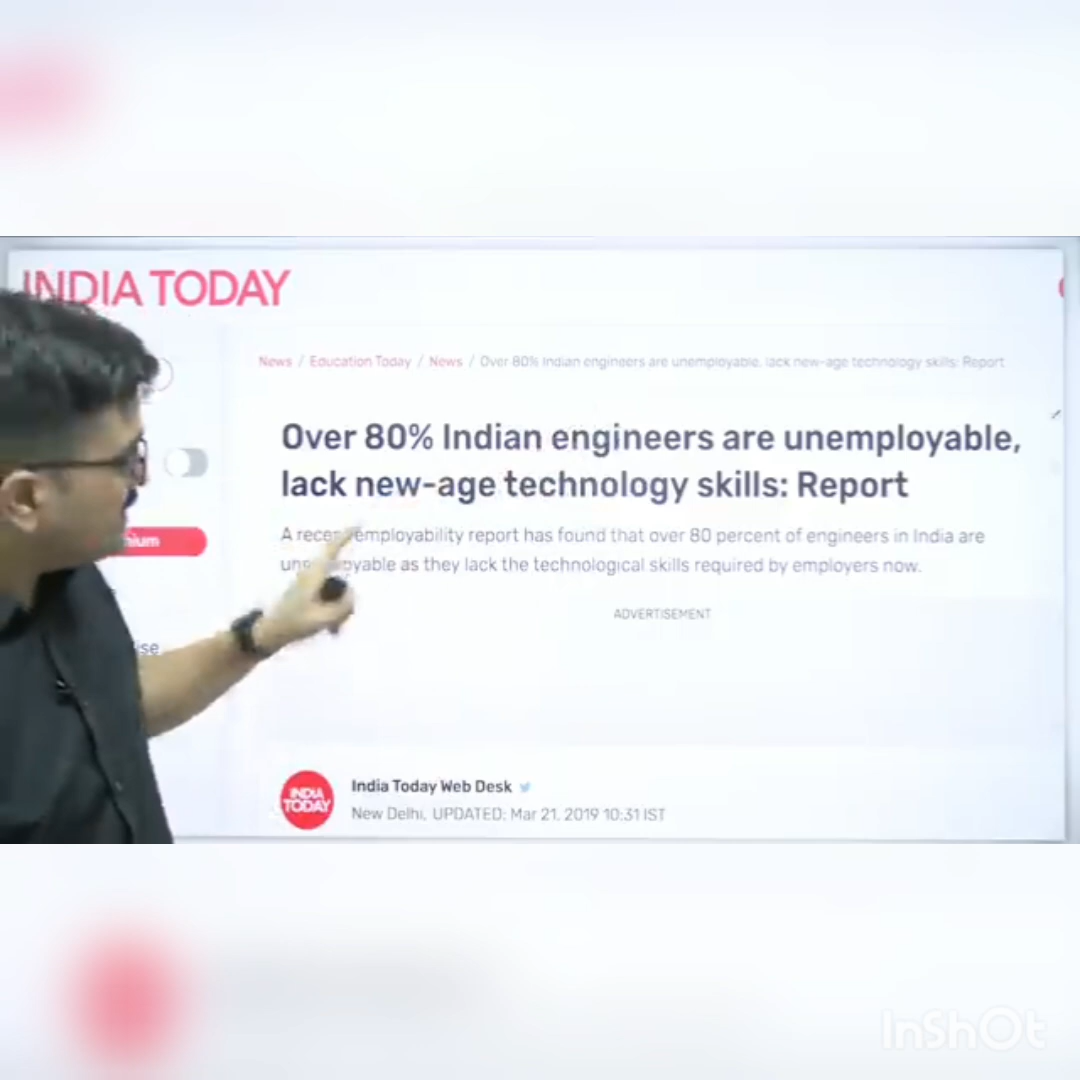 INDIA TODAY
News / Education Today / News / Over 80% Indian engineers are unemployable, lack new-age technology skills: Report
Over 80% Indian engineers are unemployable,
lack new-age technology skills: Report
A employability report has found that over 80 percent of engineers in India are
as they lack the technological skills required by employers now.
ADVERTISEMENT
INDIA
TODAY
India Today Web Desk
New Delhi, UPDATED: Mar 21, 2019 10:31 IST
InShOt